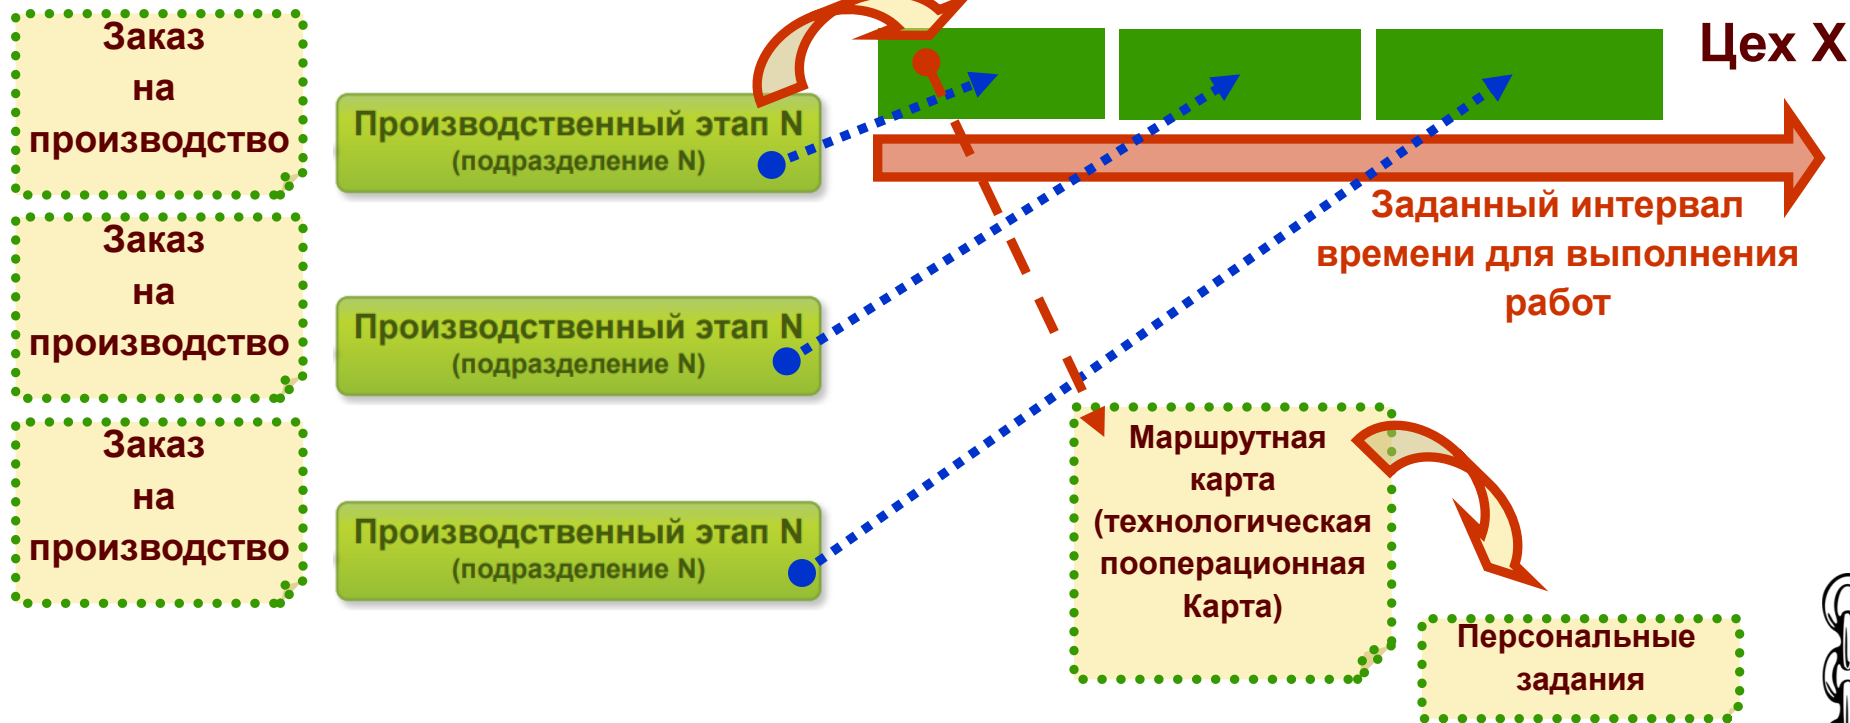 Заказ
на
производство
Производственный этап N
(подразделение N)
Цех X
Заданный интервал
времени для выполнения
работ
Заказ
на
производство
Производственный этап N
(подразделение N)
Заказ
на
производство
Производственный этап N
(подразделение N)
Маршрутная
карта
(технологическая
пооперационная
Карта)
Персональные
задания